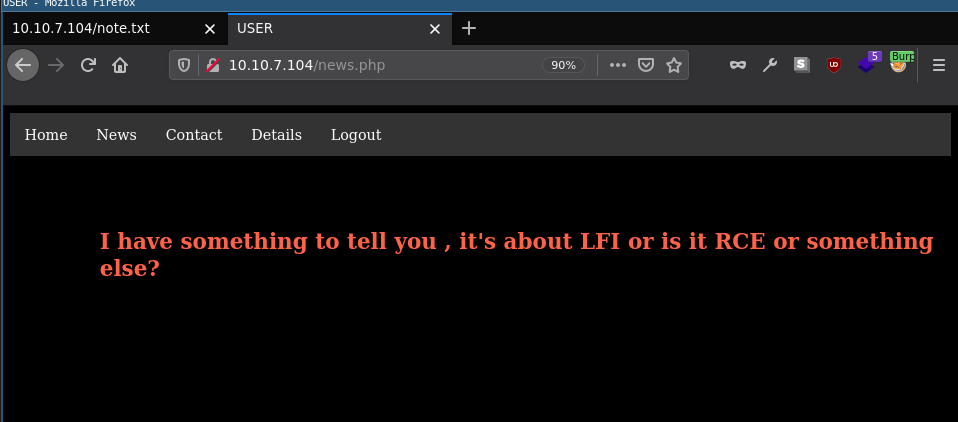 USER - Mozilla Firefox
10.10.7.104/note.txt USER
10.10.7.104/news.php 90% S UD 5 Burp
Home News Contact Details Logout
I have something to tell you , it's about LFI or is it RCE or something
else?